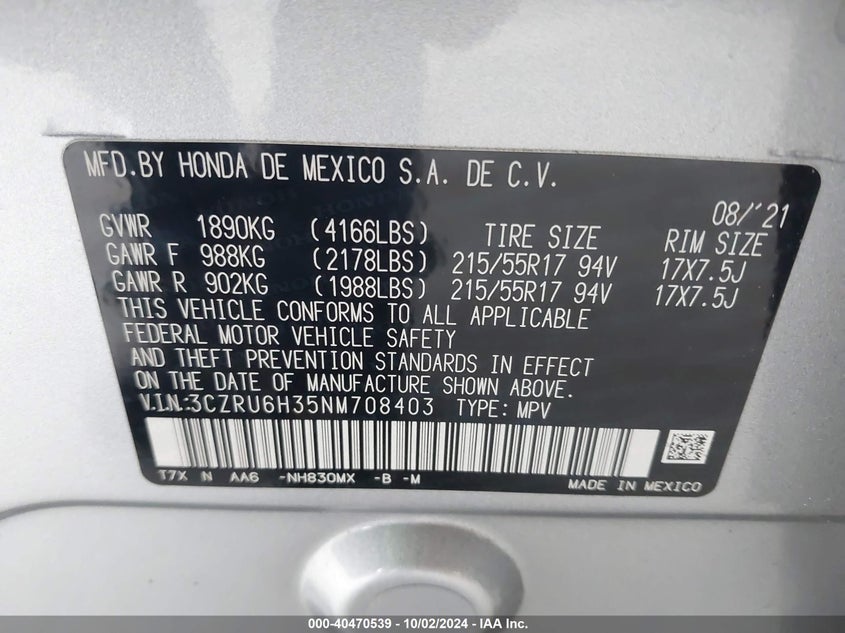 MFD.BY HONDA DE MEXICO S.A. DE C.V.
08/'21
GVWR 1890KG (4166LBS) TIRE SIZE RIM SIZE
GAWR F 988KG (2178LBS) 215/55R17 94V 17X7.5J
GAWR R 902KG (1988LBS) 215/55R17 94V 17X7.5J
THIS VEHICLE CONFORMS TO ALL APPLICABLE
FEDERAL MOTOR VEHICLE SAFETY
AND THEFT PREVENTION STANDARDS IN EFFECT
ON THE DATE OF MANUFACTURE SHOWN ABOVE.
V.I.N:3CZRU6H35NM708403 TYPE: MPV
T7X N AA6 -NH830MX -B -M
MADE IN MEXICO
000-40470539 - 10/02/2024 - IAA Inc.